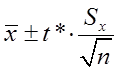 x̄ ± t* · Sₓ/√n